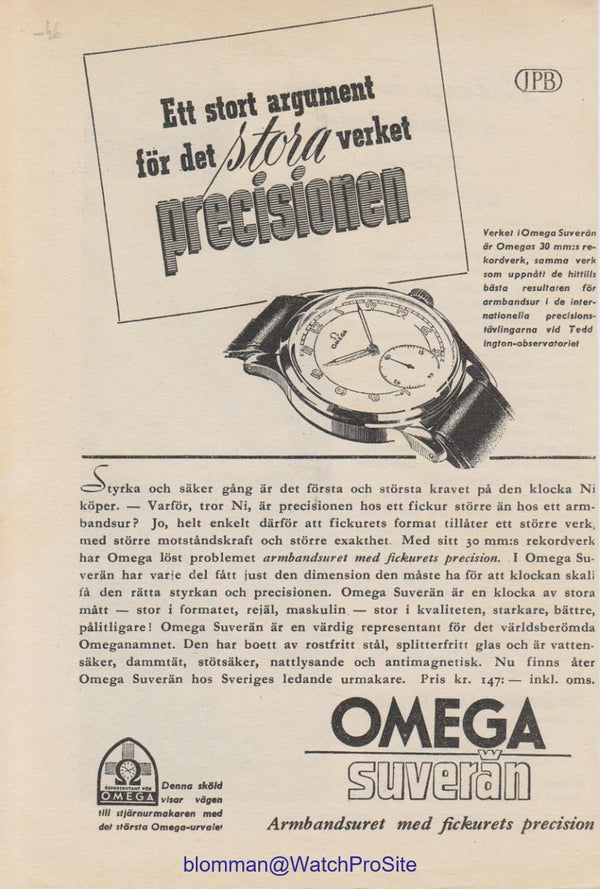 -46
JPB
Ett stort argument
för det stora verket
precisionen
Verket i Omega Suverän
är Omegas 30 mm:s re-
kordverk, samma verk
som uppnått de hittills
bästa resultaten för
armbandsur i de inter-
nationella precisions-
tävlingarna vid Tedd
ington-observatoriet
Ω
OMEGA
Styrka och säker gång är det första och största kravet på den klocka Ni
köper. — Varför, tror Ni, är precisionen hos ett fickur större än hos ett arm-
bandsur? Jo, helt enkelt därför att fickurets format tillåter ett större verk,
med större motståndskraft och större exakthet. Med sitt 30 mm:s rekordverk
har Omega löst problemet armbandsuret med fickurets precision. I Omega Su-
verän har varje del fått just den dimension den måste ha för att klockan skall
få den rätta styrkan och precisionen. Omega Suverän är en klocka av stora
mått — stor i formatet, rejäl, maskulin — stor i kvaliteten, starkare, bättre,
pålitligare! Omega Suverän är en värdig representant för det världsberömda
Omeganamnet. Den har boett av rostfritt stål, splitterfritt glas och är vatten-
säker, dammtät, stötsäker, nattlysande och antimagnetisk. Nu finns åter
Omega Suverän hos Sveriges ledande urmakare. Pris kr. 147: — inkl. oms.
OMEGA
suverän
REPRESENTANT FÖR
OMEGA
Denna sköld
visar vägen
till stjärnurmakaren med
det största Omega-urvalet
Armbandsuret med fickurets precision
blomman@WatchProSite